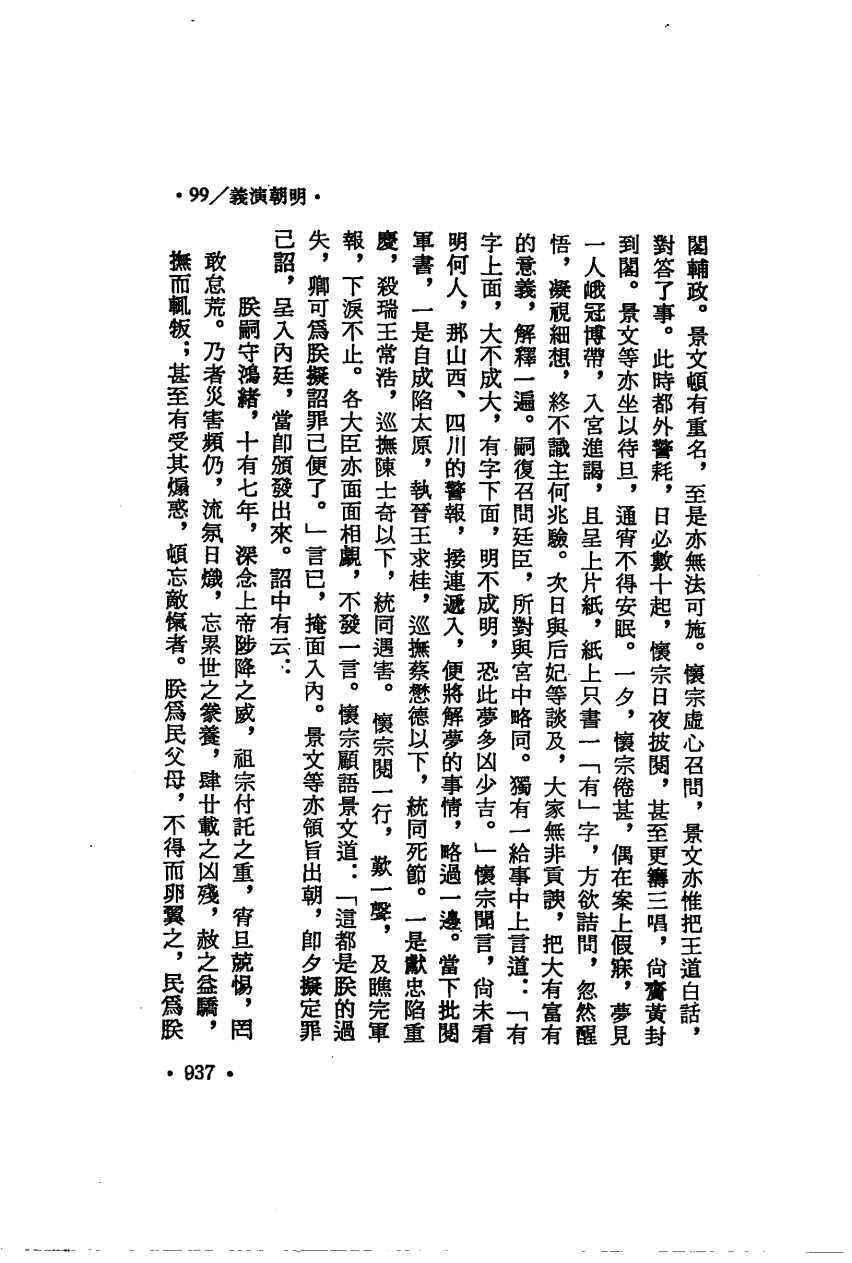 ·99／義演朝明·
閣輔政。景文頓有重名，至是亦無法可施。懷宗虛心召問，景文亦惟把王道白話，
對答了事。此時都外警耗，日必數十起，懷宗日夜披閱，甚至更籌三唱，尙齎黃封
到閣。景文等亦坐以待旦，通宵不得安眠。一夕，懷宗倦甚，偶在案上假寐，夢見
一人峨冠博帶，入宮進謁，且呈上片紙，紙上只書一「有」字，方欲詰問，忽然醒
悟，凝視細想，終不識主何兆驗。次日與后妃等談及，大家無非貢諛，把大有富有
的意義，解釋一遍。嗣復召問廷臣，所對與宮中略同。獨有一給事中上言道：「有
字上面，大不成大，有字下面，明不成明，恐此夢多凶少吉。」懷宗聞言，尙未看
明何人，那山西、四川的警報，接連遞入，便將解夢的事情，略過一邊。當下批閱
軍書，一是自成陷太原，執晉王求桂，巡撫蔡懋德以下，統同死節。一是獻忠陷重
慶，殺瑞王常浩，巡撫陳士奇以下，統同遇害。懷宗閱一行，歎一聲，及瞧完軍
報，下淚不止。各大臣亦面面相覷，不發一言。懷宗顧語景文道：「這都是朕的過
失，卿可爲朕擬詔罪己便了。」言已，掩面入內。景文等亦領旨出朝，卽夕擬定罪
己詔，呈入內廷，當卽頒發出來。詔中有云：
朕嗣守鴻緒，十有七年，深念上帝陟降之威，祖宗付託之重，宵旦兢惕，罔
敢怠荒。乃者災害頻仍，流氛日熾，忘累世之豢養，肆廿載之凶殘，赦之益驕，
撫而輒叛；甚至有受其煽惑，頓忘敵愾者。朕爲民父母，不得而卵翼之，民爲朕
·937·